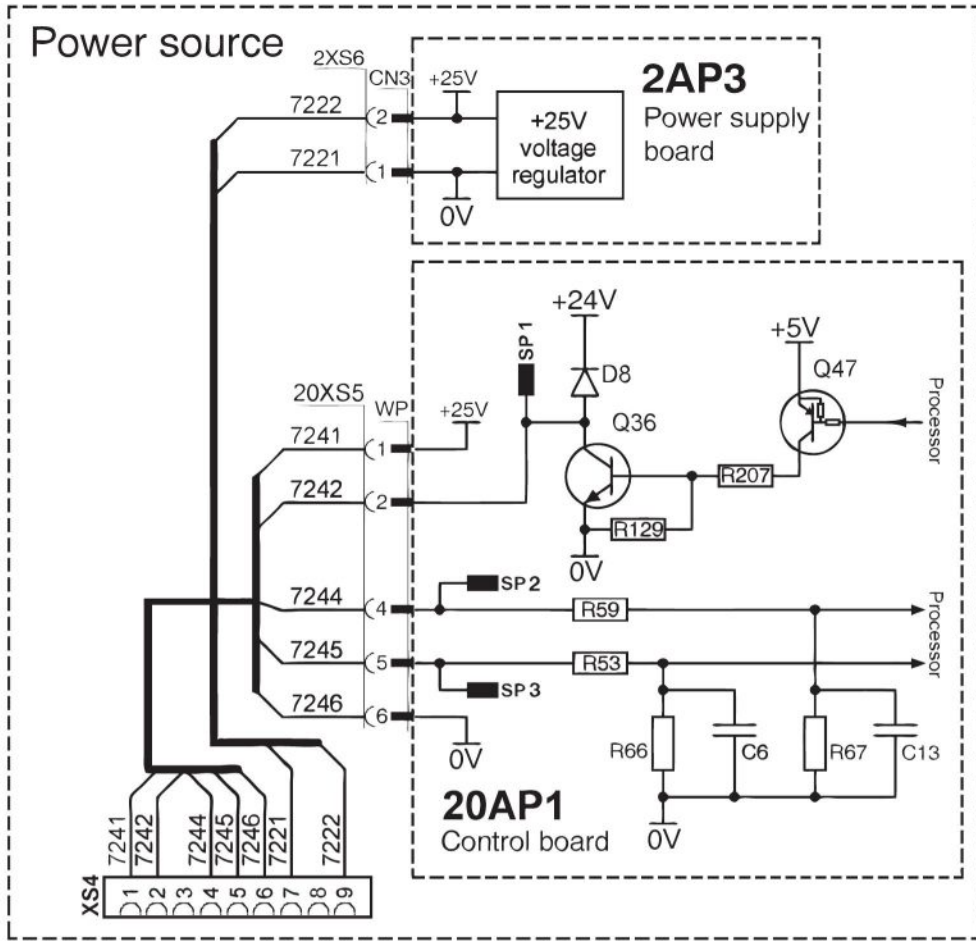 Power source
2XS6
CN3
+25V
7222
2
7221
1
0V
+25V
voltage
regulator
2AP3
Power supply
board
+24V
SP1
D8
+5V
Q47
Processor
20XS5
WP
+25V
Q36
7241
1
7242
2
R207
R129
0V
7244
4
SP2
R59
Processor
7245
5
R53
SP3
7246
6
0V
R66
C6
R67
C13
0V
20AP1
Control board
7241
7242
7244
7245
7246
7221
7222
XS4
1
2
3
4
5
6
7
8
9